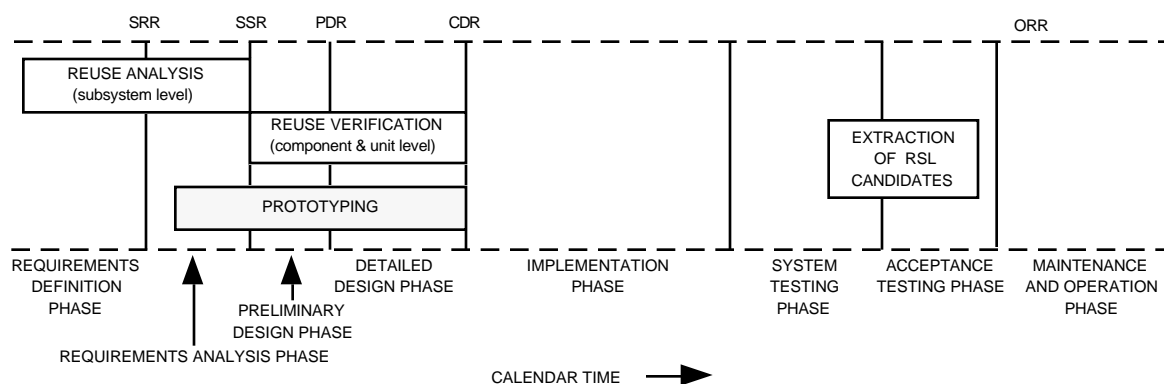 SRR SSR PDR CDR ORR
REUSE ANALYSIS
(subsystem level)
REUSE VERIFICATION
(component & unit level)
EXTRACTION
OF RSL
CANDIDATES
PROTOTYPING
REQUIREMENTS
DEFINITION
PHASE
REQUIREMENTS ANALYSIS PHASE
PRELIMINARY
DESIGN PHASE
DETAILED
DESIGN PHASE
IMPLEMENTATION
PHASE
SYSTEM
TESTING
PHASE
ACCEPTANCE
TESTING PHASE
MAINTENANCE
AND OPERATION
PHASE
CALENDAR TIME